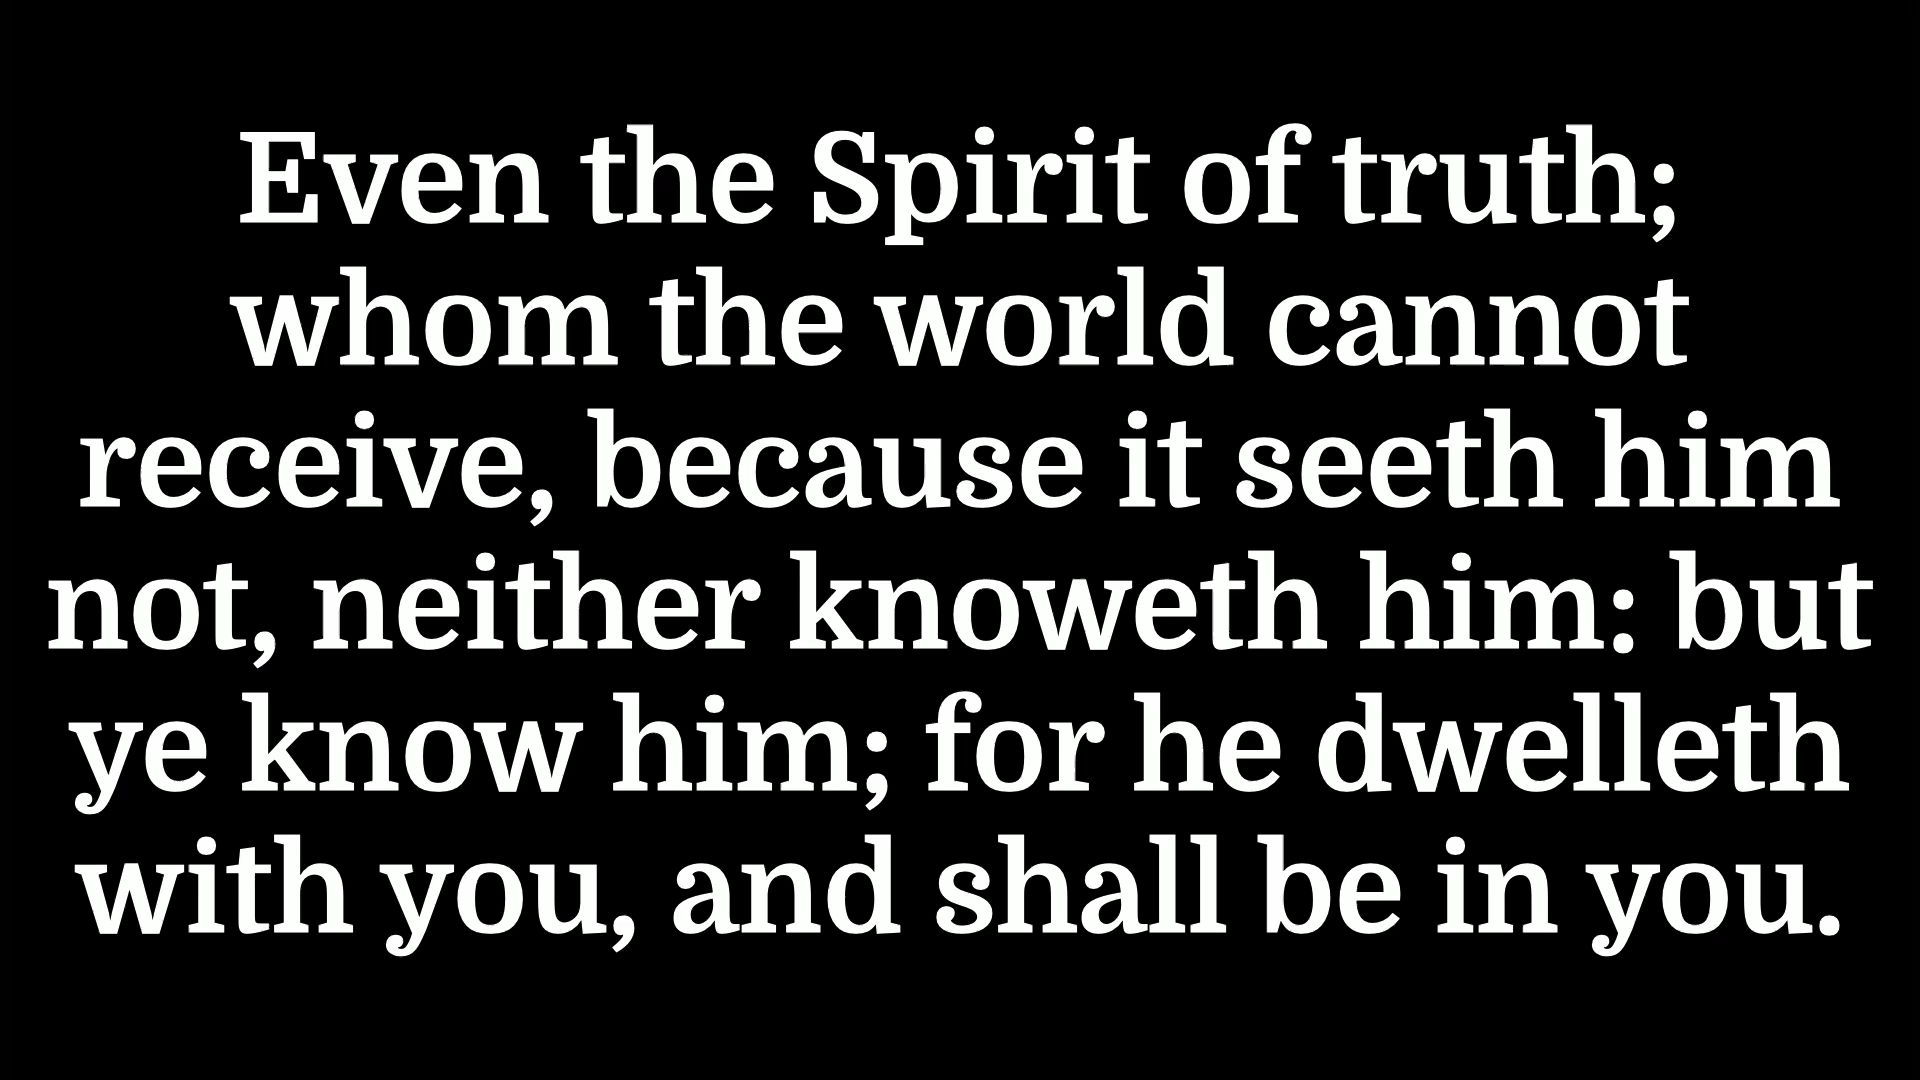 Even the Spirit of truth;
whom the world cannot
receive, because it seeth him
not, neither knoweth him: but
ye know him; for he dwelleth
with you, and shall be in you.